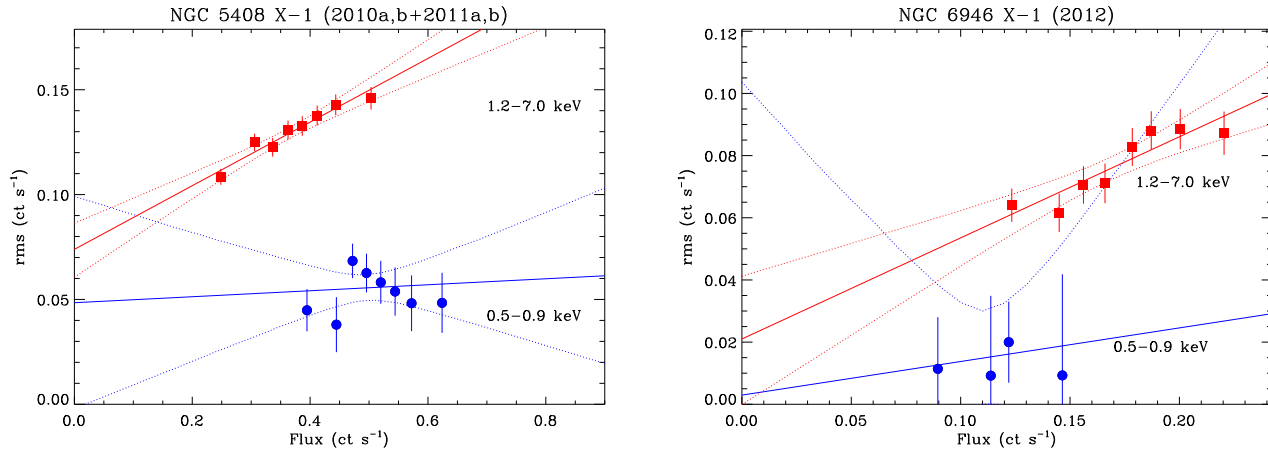 NGC 5408 X-1 (2010a,b+2011a,b)
rms (ct s⁻¹)
0.15
0.10
0.05
0.00
1.2−7.0 keV
0.5−0.9 keV
0.0 0.2 0.4 0.6 0.8
Flux (ct s⁻¹)
NGC 6946 X-1 (2012)
rms (ct s⁻¹)
0.12
0.10
0.08
0.06
0.04
0.02
0.00
1.2−7.0 keV
0.5−0.9 keV
0.00 0.05 0.10 0.15 0.20
Flux (ct s⁻¹)